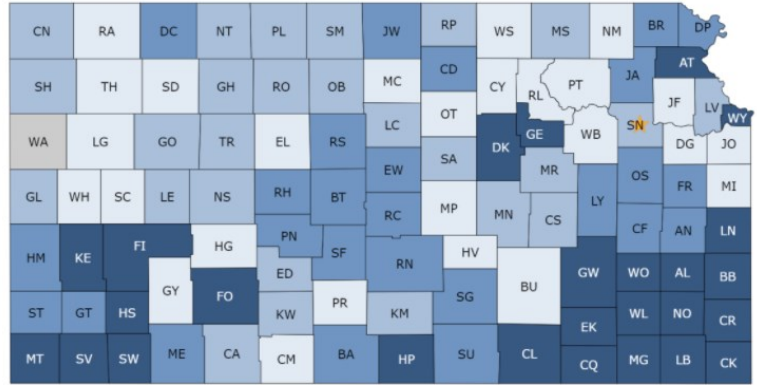 CN RA DC NT PL SM JW RP WS MS NM BR DP
CD AT
SH TH SD GH RO OB MC CY RL PT JA JF LV
OT WY
WA LG GO TR EL RS LC DK GE WB SN DG JO
EW SA MR
GL WH SC LE NS RH BT RC MP MN CS LY OS FR MI
HM KE FI HG PN SF RN HV CF AN LN
GY FO ED SG BU GW WO AL BB
ST GT HS KW PR KM EK WL NO CR
MT SV SW ME CA CM BA HP SU CL CQ MG LB CK